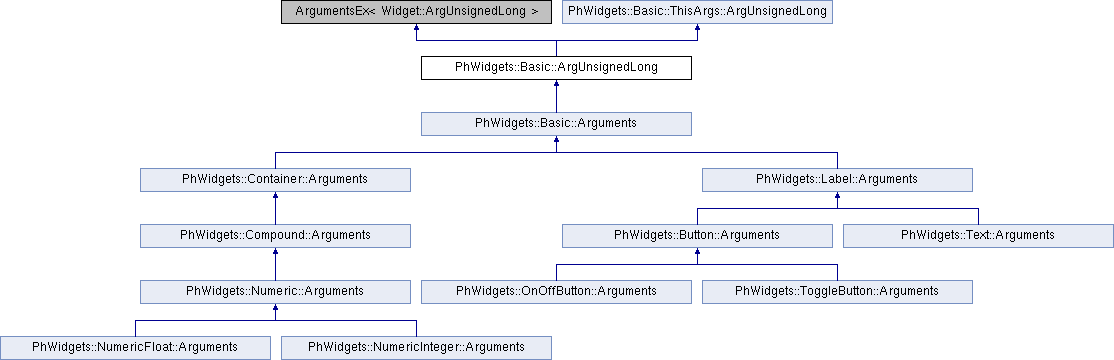 ArgumentsEx< Widget::ArgUnsignedLong >
PhWidgets::Basic::ThisArgs::ArgUnsignedLong
PhWidgets::Basic::ArgUnsignedLong
PhWidgets::Basic::Arguments
PhWidgets::Container::Arguments
PhWidgets::Label::Arguments
PhWidgets::Compound::Arguments
PhWidgets::Button::Arguments
PhWidgets::Text::Arguments
PhWidgets::Numeric::Arguments
PhWidgets::OnOffButton::Arguments
PhWidgets::ToggleButton::Arguments
PhWidgets::NumericFloat::Arguments
PhWidgets::NumericInteger::Arguments